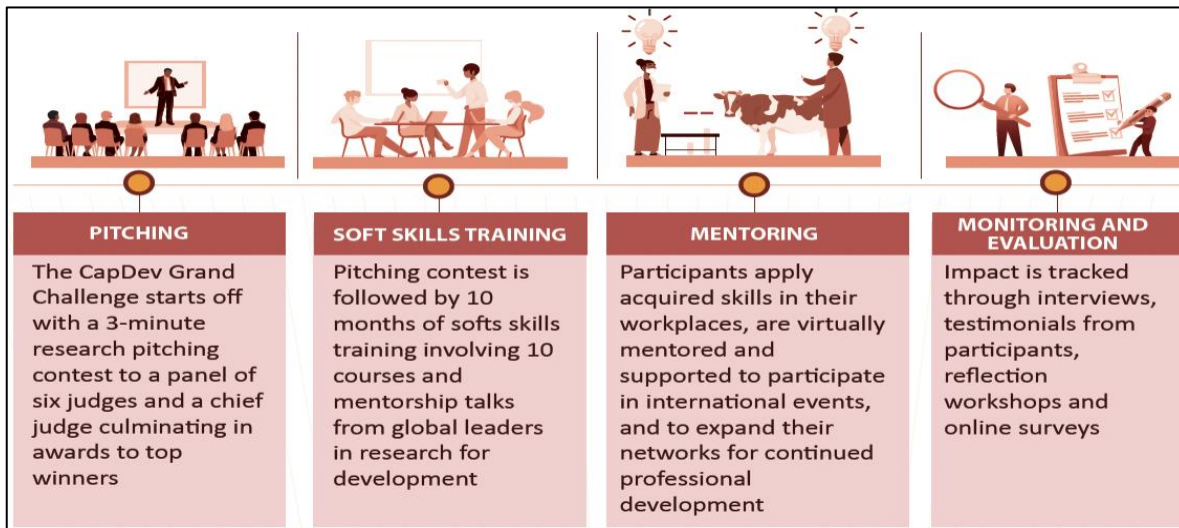 PITCHING
The CapDev Grand
Challenge starts off
with a 3-minute
research pitching
contest to a panel of
six judges and a chief
judge culminating in
awards to top
winners
SOFT SKILLS TRAINING
Pitching contest is
followed by 10
months of softs skills
training involving 10
courses and
mentorship talks
from global leaders
in research for
development
MENTORING
Participants apply
acquired skills in their
workplaces, are virtually
mentored and
supported to participate
in international events,
and to expand their
networks for continued
professional
development
MONITORING AND
EVALUATION
Impact is tracked
through interviews,
testimonials from
participants,
reflection
workshops and
online surveys